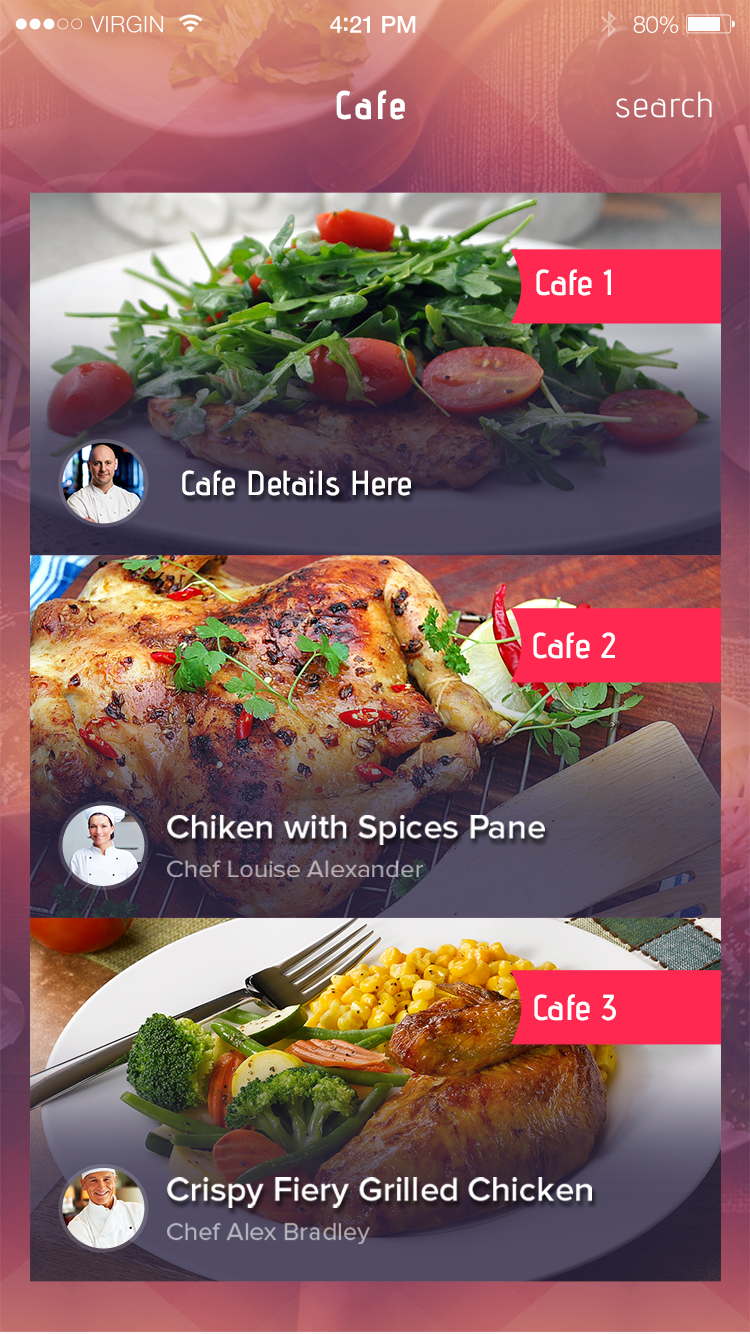 VIRGIN 4:21 PM 80%
Cafe search
Cafe 1
Cafe Details Here
Cafe 2
Chiken with Spices Pane
Chef Louise Alexander
Cafe 3
Crispy Fiery Grilled Chicken
Chef Alex Bradley